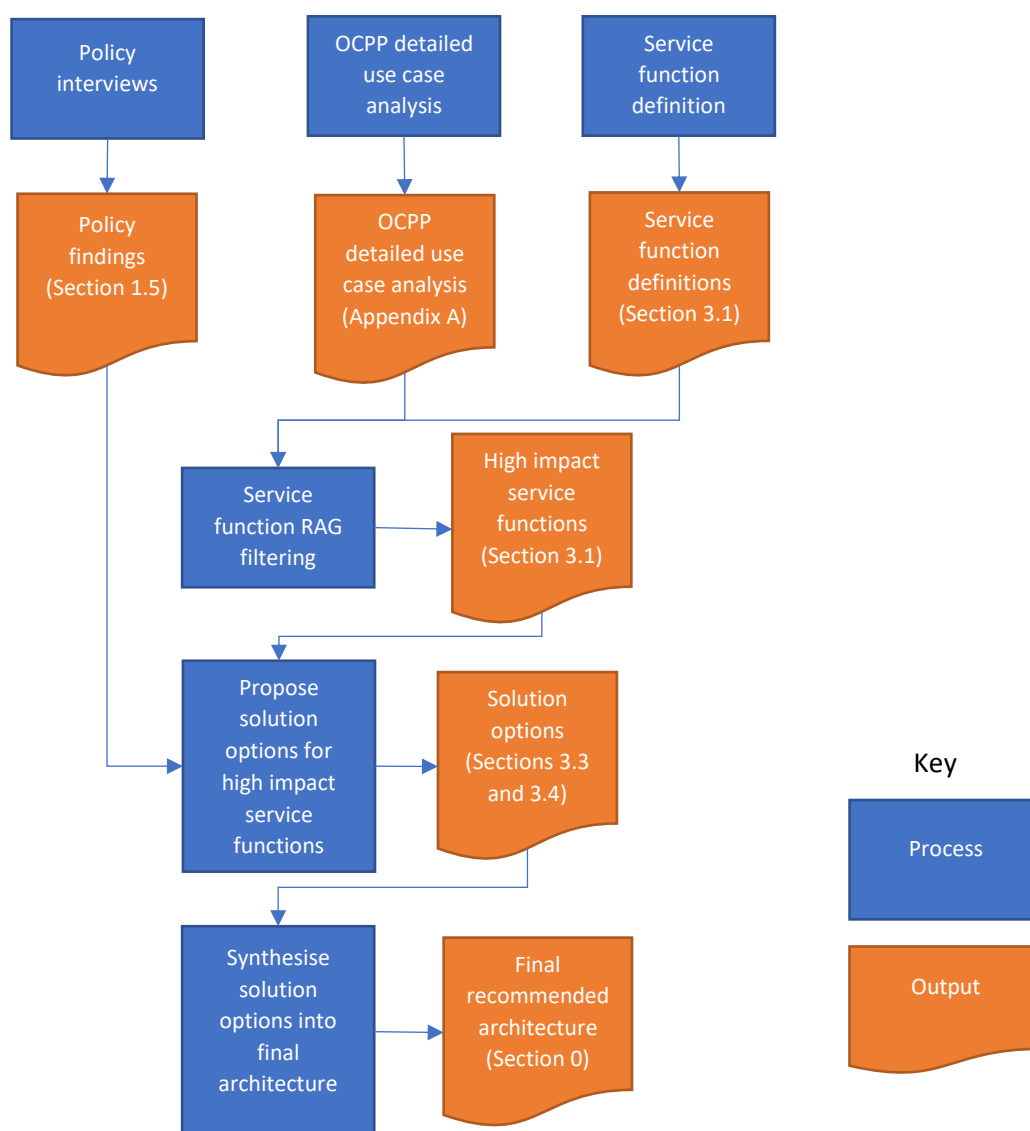 Policy
interviews
OCPP detailed
use case
analysis
Service
function
definition
Policy
findings
(Section 1.5)
OCPP
detailed use
case analysis
(Appendix A)
Service
function
definitions
(Section 3.1)
Service
function RAG
filtering
High impact
service
functions
(Section 3.1)
Propose
solution
options for
high impact
service
functions
Solution
options
(Sections 3.3
and 3.4)
Key
Process
Synthesise
solution
options into
final
architecture
Final
recommended
architecture
(Section 0)
Output